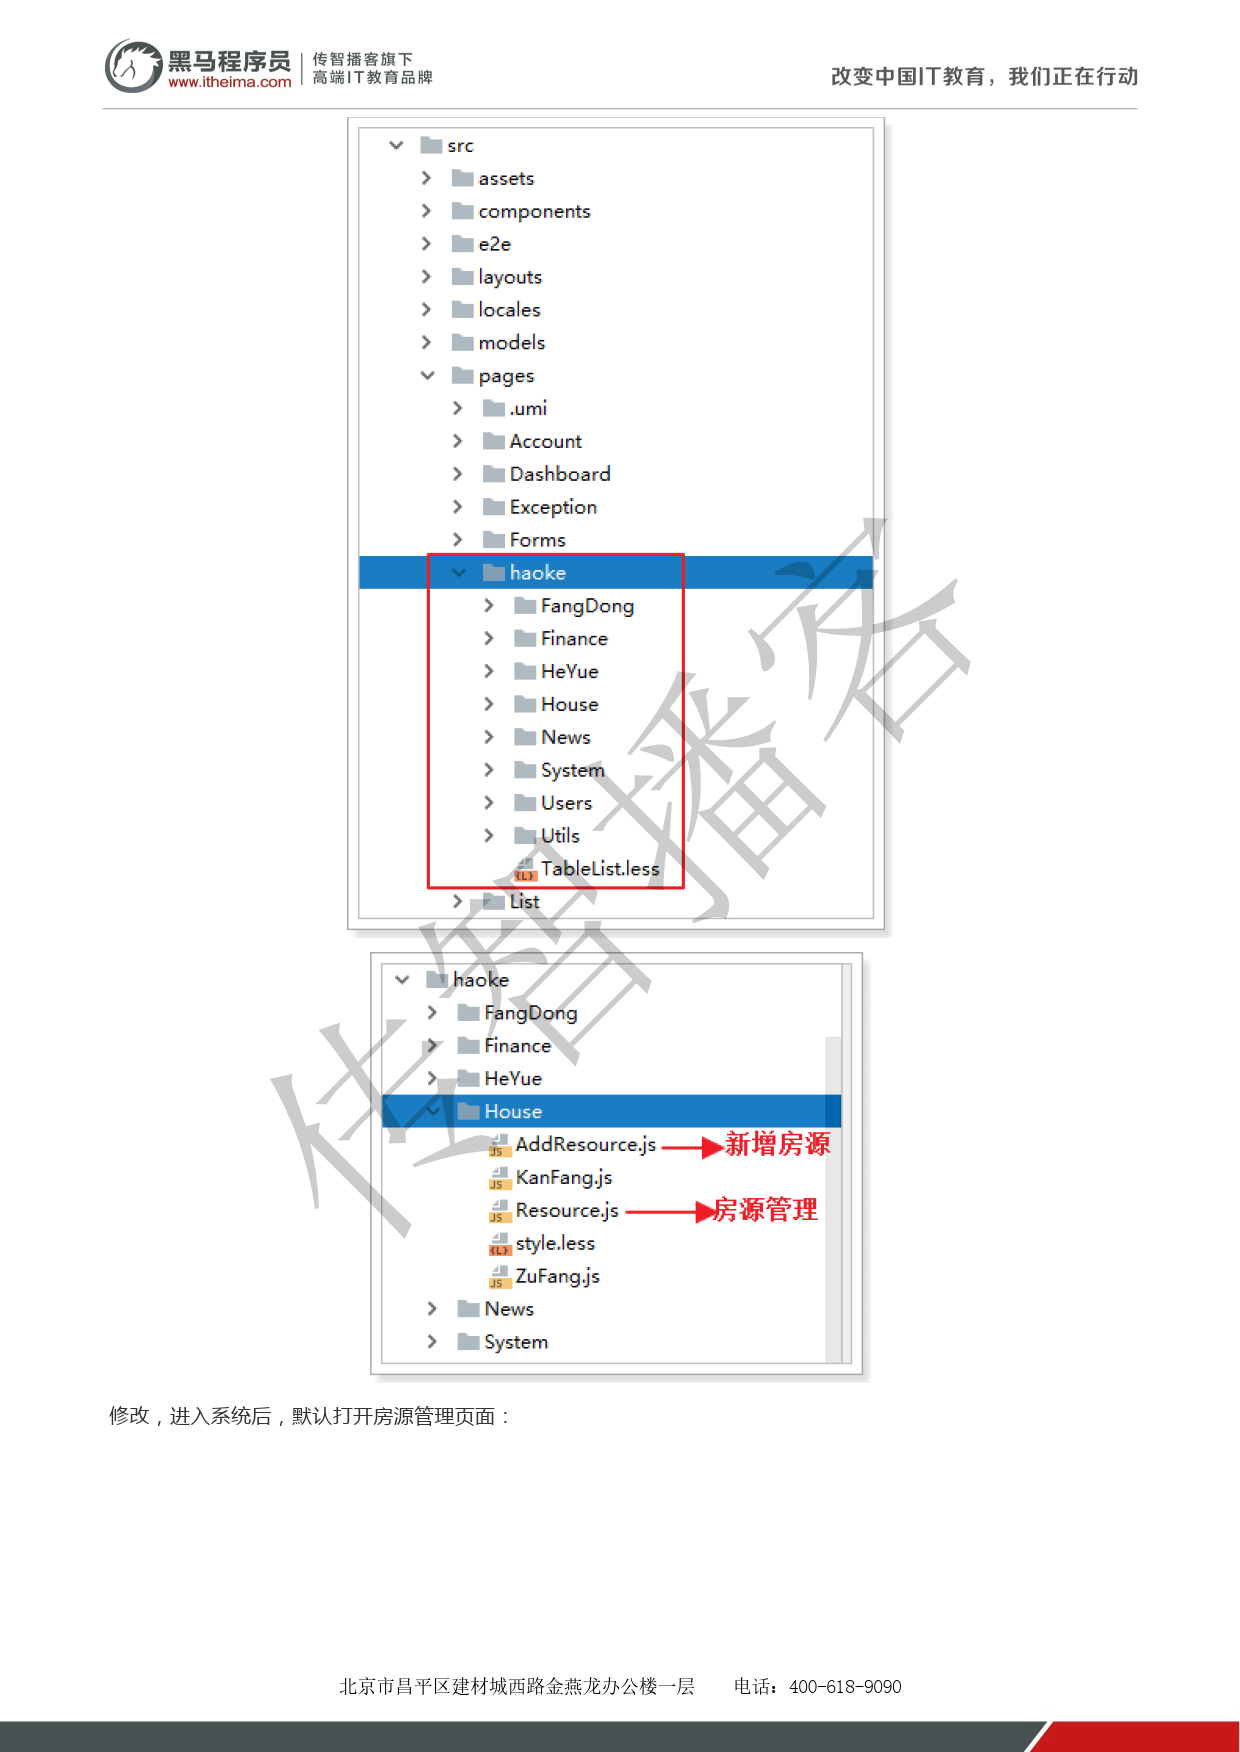 黑马程序员
www.itheima.com
传智播客旗下
高端IT教育品牌
改变中国IT教育，我们正在行动
src
assets
components
e2e
layouts
locales
models
pages
.umi
Account
Dashboard
Exception
Forms
haoke
FangDong
Finance
HeYue
House
News
System
Users
Utils
TableList.less
List
haoke
FangDong
Finance
HeYue
House
AddResource.js 新增房源
KanFang.js
Resource.js 房源管理
style.less
ZuFang.js
News
System
传智播客
修改，进入系统后，默认打开房源管理页面：
北京市昌平区建材城西路金燕龙办公楼一层 电话：400-618-9090